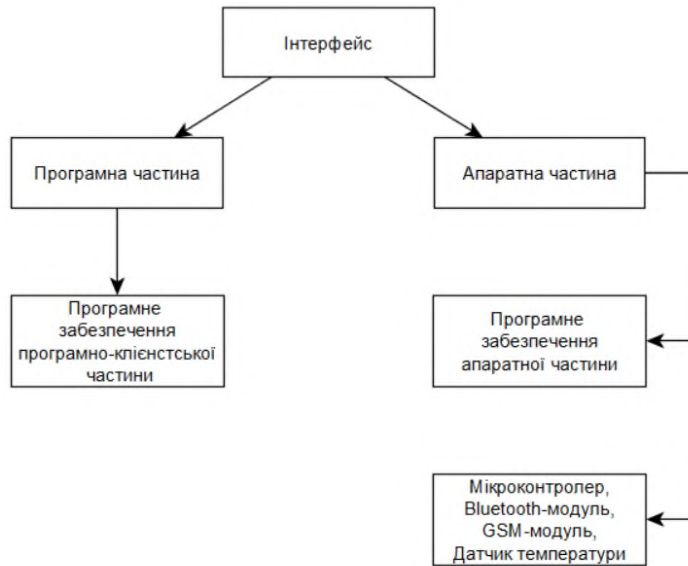 Інтерфейс
Програмна частина
Апаратна частина
Програмне
забезпечення
програмно-клієнстської
частини
Програмне
забезпечення
апаратної частини
Мікроконтролер,
Bluetooth-модуль,
GSM-модуль,
Датчик температури